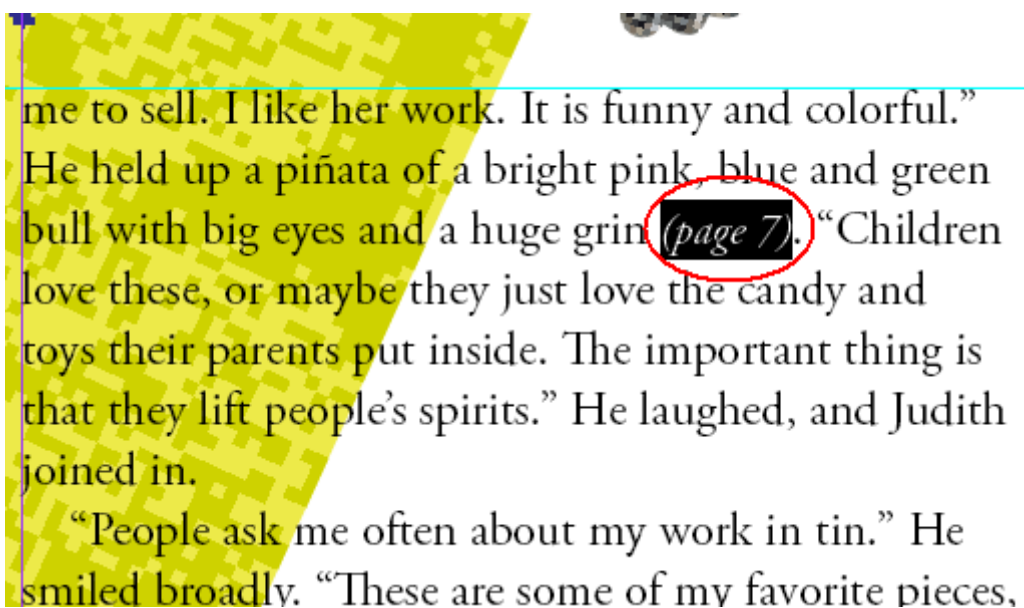 me to sell. I like her work. It is funny and colorful.”
He held up a piñata of a bright pink, blue and green
bull with big eyes and a huge grin (page 7). “Children
love these, or maybe they just love the candy and
toys their parents put inside. The important thing is
that they lift people’s spirits.” He laughed, and Judith
joined in.
“People ask me often about my work in tin.” He
smiled broadly. “These are some of my favorite pieces,